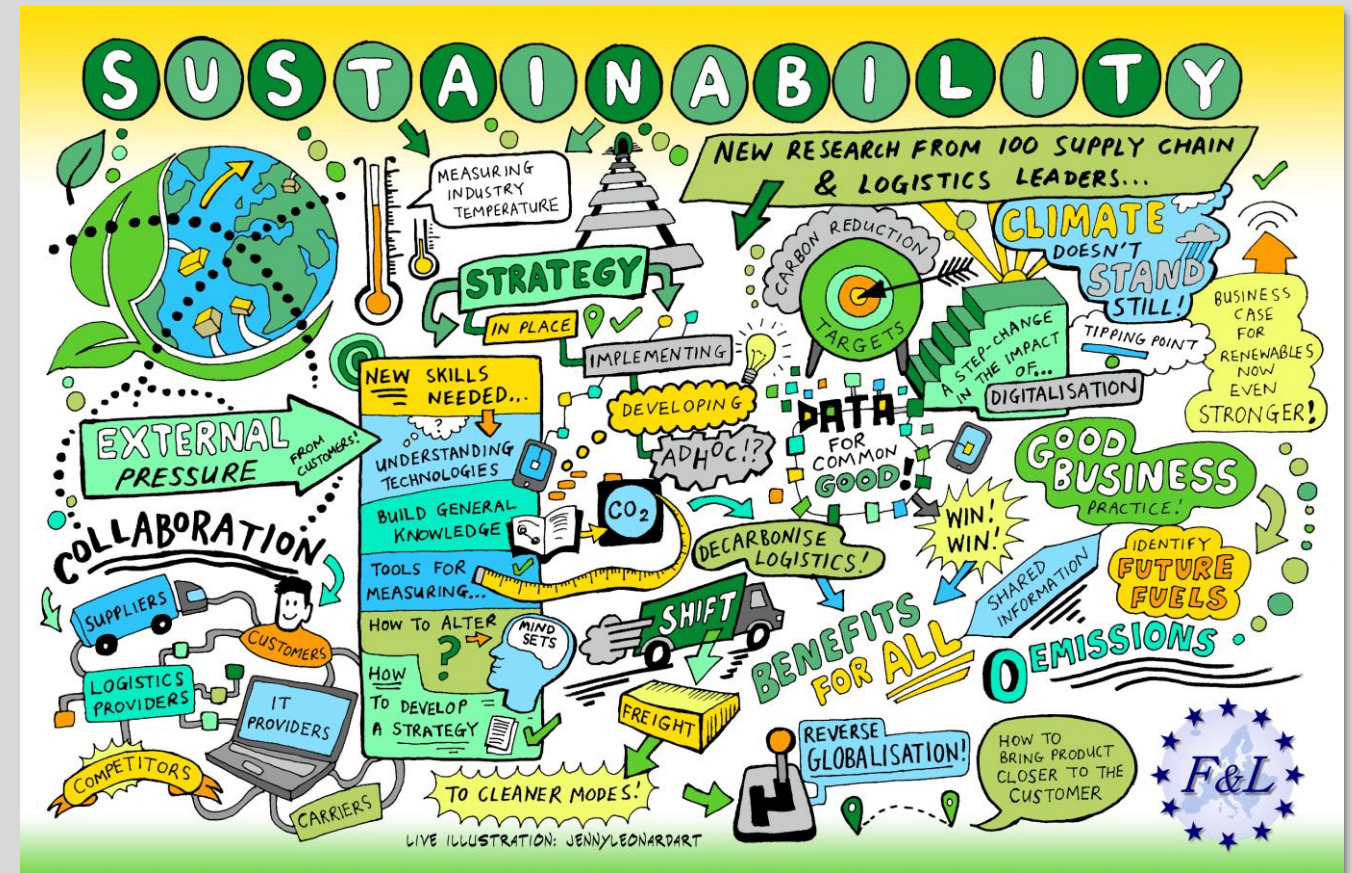 SUSTAINABILITY
MEASURING
INDUSTRY
TEMPERATURE
NEW RESEARCH FROM 100 SUPPLY CHAIN
& LOGISTICS LEADERS...
STRATEGY
IN PLACE
IMPLEMENTING
DEVELOPING
ADHOC!?
CARBON REDUCTION
TARGETS
CLIMATE
DOESN'T
STAND
STILL!
A STEP-CHANGE
IN THE IMPACT
OF...
DIGITALISATION
TIPPING POINT
BUSINESS
CASE
FOR
RENEWABLES
NOW
EVEN
STRONGER!
EXTERNAL
PRESSURE
FROM
CUSTOMERS!
NEW SKILLS
NEEDED...
?
UNDERSTANDING
TECHNOLOGIES
BUILD GENERAL
KNOWLEDGE
CO2
TOOLS FOR
MEASURING...
HOW TO ALTER
?
MIND
SETS
HOW
TO DEVELOP
A STRATEGY
DATA
FOR
COMMON
GOOD!
GOOD
BUSINESS
PRACTICE!
WIN!
WIN!
DECARBONISE
LOGISTICS!
SHARED
INFORMATION
IDENTIFY
FUTURE
FUELS
0 EMISSIONS
BENEFITS
FOR ALL
COLLABORATION
SUPPLIERS
CUSTOMERS
LOGISTICS
PROVIDERS
IT
PROVIDERS
COMPETITORS
CARRIERS
SHIFT
FREIGHT
TO CLEANER MODES!
REVERSE
GLOBALISATION!
HOW TO
BRING PRODUCT
CLOSER TO THE
CUSTOMER
F&L
LIVE ILLUSTRATION: JENNYLEONARDART